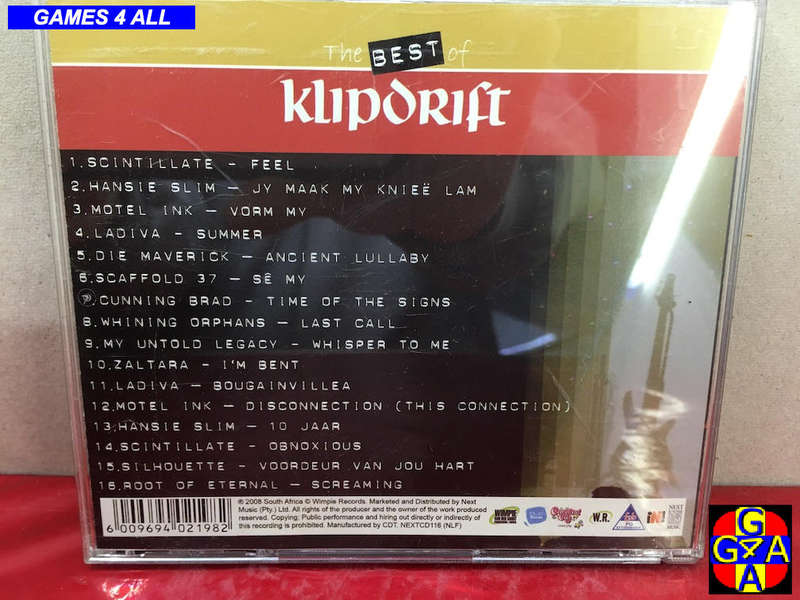 GAMES 4 ALL
The BEST of
klipdrift
1.SCINTILLATE – FEEL
2.HANSIE SLIM – JY MAAK MY KNIEË LAM
3.MOTEL INK – VORM MY
4.LADIVA – SUMMER
5.DIE MAVERICK – ANCIENT LULLABY
6.SCAFFOLD 37 – SÊ MY
7.CUNNING BRAD – TIME OF THE SIGNS
8.WHINING ORPHANS – LAST CALL
9.MY UNTOLD LEGACY – WHISPER TO ME
10.ZALTARA – I'M BENT
11.LADIVA – BOUGAINVILLEA
12.MOTEL INK – DISCONNECTION (THIS CONNECTION)
13.HANSIE SLIM – 10 JAAR
14.SCINTILLATE – OBNOXIOUS
15.SILHOUETTE – VOORDEUR VAN JOU HART
16.ROOT OF ETERNAL – SCREAMING
℗ 2008 South Africa © Wimpie Records. Marketed and Distributed by Next
Music (Pty.) Ltd. All rights of the producer and the owner of the work produced
reserved. Copying; Public performance and hiring out directly or indirectly of
this recording is prohibited. Manufactured by CDT. NEXTCD116 (NLF)
6 009694 021982
WIMPIE
W.R.
NEXT
G
G4A
A